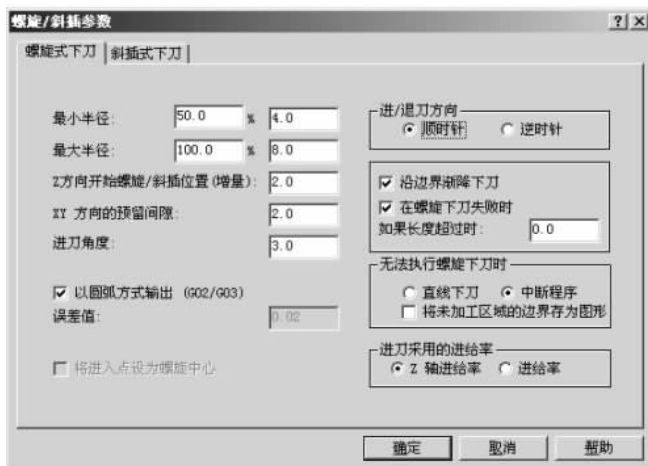 螺旋/斜插参数
螺旋式下刀
斜插式下刀
最小半径: 50.0 % 4.0
最大半径: 100.0 % 8.0
Z方向开始螺旋/斜插位置(增量): 2.0
XY 方向的预留间隙: 2.0
进刀角度: 3.0
以圆弧方式输出 (G02/G03)
误差值: 0.02
将进入点设为螺旋中心
进/退刀方向
顺时针 逆时针
沿边界渐降下刀
在螺旋下刀失败时
如果长度超过时: 0.0
无法执行螺旋下刀时
直线下刀 中断程序
将未加工区域的边界存为图形
进刀采用的进给率
Z 轴进给率 进给率
确定 取消 帮助